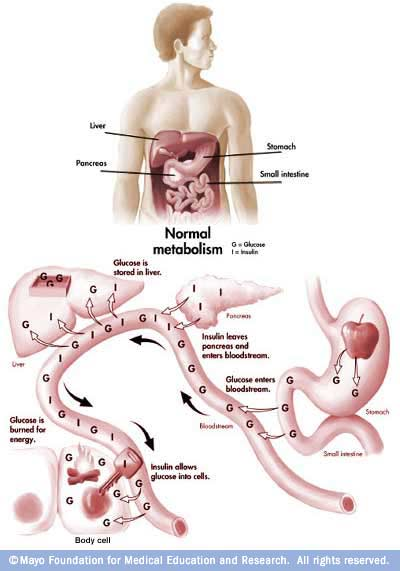 Liver
Stomach
Pancreas
Small intestine
Normal
metabolism
G = Glucose
I = Insulin
Glucose is
stored in liver.
G G
G
G I
G I
I
I
I
Pancreas
I G I G I G I
Insulin leaves
pancreas and
enters bloodstream.
Liver
Glucose enters
bloodstream.
G
G
G
G
G
G
G
Stomach
G
G
Bloodstream
Small intestine
I
G
I
G
I
G
I
Glucose is
burned for
energy.
Insulin allows
glucose into cells.
G
I
G
G
G
G
G
G
G
G
Body cell
©Mayo Foundation for Medical Education and Research. All rights reserved.